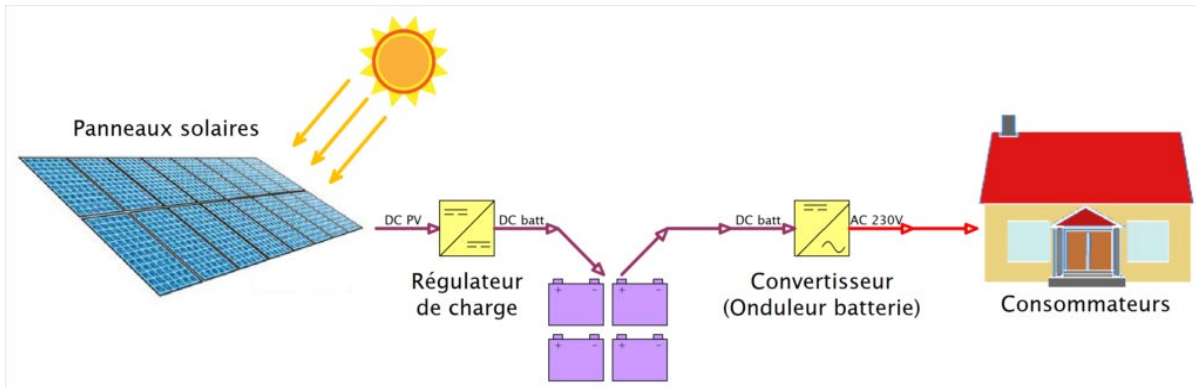 Panneaux solaires
DC PV
DC batt
DC batt
AC 230V
Régulateur
de charge
Convertisseur
(Onduleur batterie)
Consommateurs
+ −
+ −
+ −
+ −